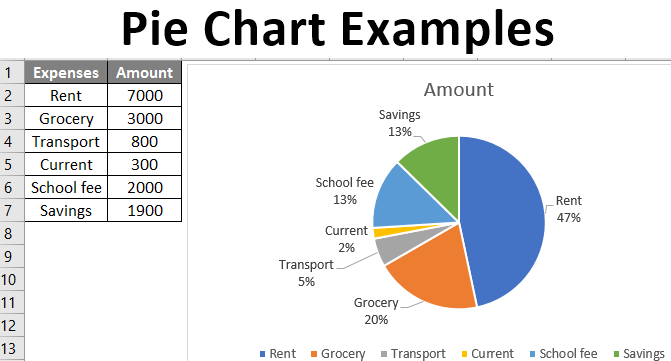 Pie Chart Examples
1 Expenses Amount
2 Rent 7000
3 Grocery 3000
4 Transport 800
5 Current 300
6 School fee 2000
7 Savings 1900
8
9
10
11
12
13
Amount
Savings
13%
School fee
13%
Current
2%
Transport
5%
Grocery
20%
Rent
47%
Rent Grocery Transport Current School fee Savings